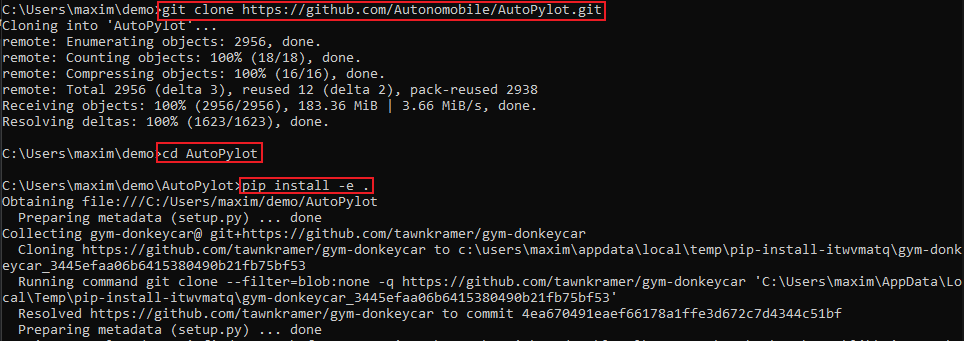 C:\Users\maxim\demo>git clone https://github.com/Autonomobile/AutoPylot.git
Cloning into 'AutoPylot'...
remote: Enumerating objects: 2956, done.
remote: Counting objects: 100% (18/18), done.
remote: Compressing objects: 100% (16/16), done.
remote: Total 2956 (delta 3), reused 12 (delta 2), pack-reused 2938
Receiving objects: 100% (2956/2956), 183.36 MiB | 3.66 MiB/s, done.
Resolving deltas: 100% (1623/1623), done.
C:\Users\maxim\demo>cd AutoPylot
C:\Users\maxim\demo\AutoPylot>pip install -e .
Obtaining file:///C:/Users/maxim/demo/AutoPylot
Preparing metadata (setup.py) ... done
Collecting gym-donkeycar@ git+https://github.com/tawnkramer/gym-donkeycar
Cloning https://github.com/tawnkramer/gym-donkeycar to c:\users\maxim\appdata\local\temp\pip-install-itwvmatq\gym-donk
eycar_3445efaa06b6415380490b21fb75bf53
Running command git clone --filter=blob:none -q https://github.com/tawnkramer/gym-donkeycar 'C:\Users\maxim\AppData\Lo
cal\Temp\pip-install-itwvmatq\gym-donkeycar_3445efaa06b6415380490b21fb75bf53'
Resolved https://github.com/tawnkramer/gym-donkeycar to commit 4ea670491eaef66178a1ffe3d672c7d4344c51bf
Preparing metadata (setup.py) ... done